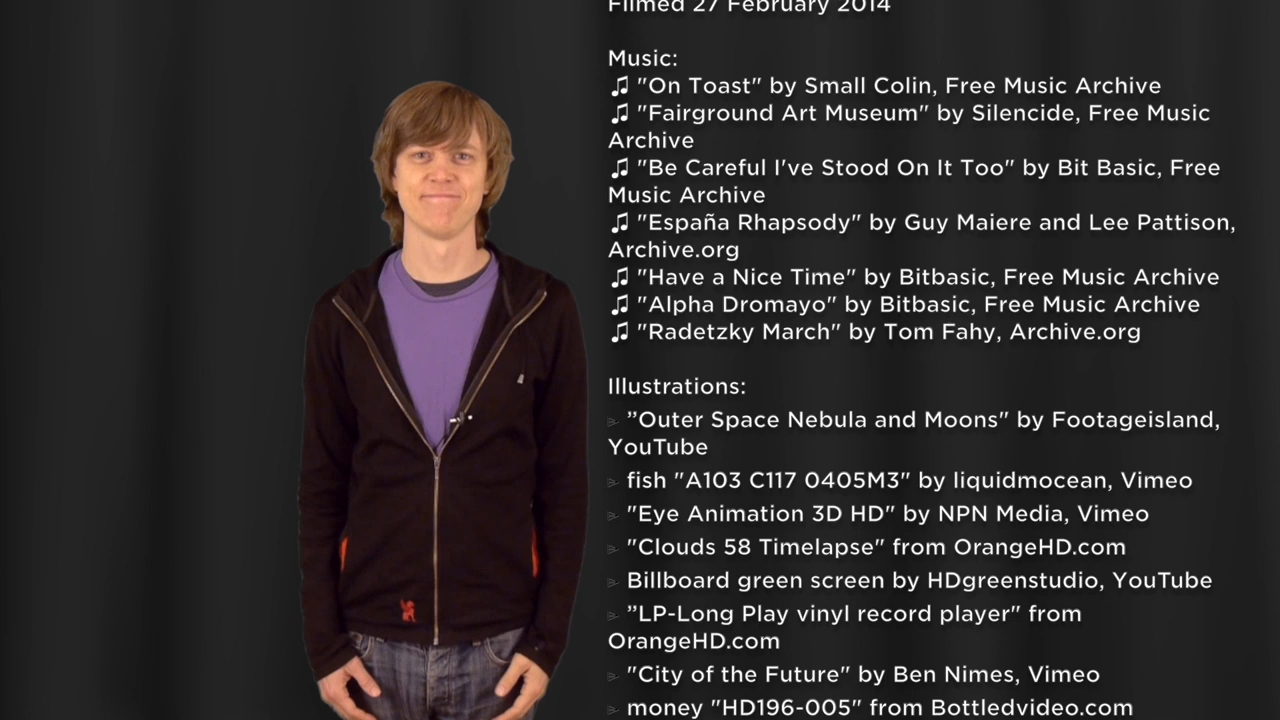 Filmed 27 February 2014
Music:
♫ "On Toast" by Small Colin, Free Music Archive
♫ "Fairground Art Museum" by Silencide, Free Music
Archive
♫ "Be Careful I've Stood On It Too" by Bit Basic, Free
Music Archive
♫ "España Rhapsody" by Guy Maiere and Lee Pattison,
Archive.org
♫ "Have a Nice Time" by Bitbasic, Free Music Archive
♫ "Alpha Dromayo" by Bitbasic, Free Music Archive
♫ "Radetzky March" by Tom Fahy, Archive.org
Illustrations:
”Outer Space Nebula and Moons" by Footageisland,
YouTube
fish "A103 C117 0405M3" by liquidmocean, Vimeo
"Eye Animation 3D HD" by NPN Media, Vimeo
"Clouds 58 Timelapse" from OrangeHD.com
Billboard green screen by HDgreenstudio, YouTube
”LP-Long Play vinyl record player" from
OrangeHD.com
"City of the Future" by Ben Nimes, Vimeo
money "HD196-005" from Bottledvideo.com